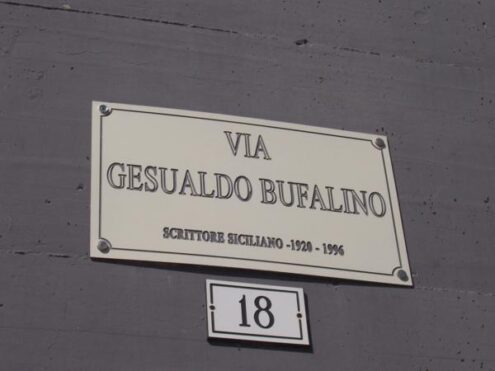 VIA
GESUALDO BUFALINO
SCRITTORE SICILIANO -1920 - 1996
18